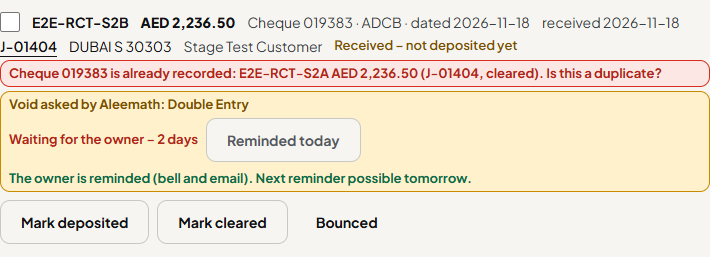 E2E-RCT-S2B AED 2,236.50 Cheque 019383 · ADCB · dated 2026-11-18 received 2026-11-18
J-01404 DUBAI S 30303 Stage Test Customer Received – not deposited yet
Cheque 019383 is already recorded: E2E-RCT-S2A AED 2,236.50 (J-01404, cleared). Is this a duplicate?
Void asked by Aleemath: Double Entry
Waiting for the owner – 2 days Reminded today
The owner is reminded (bell and email). Next reminder possible tomorrow.
Mark deposited Mark cleared Bounced